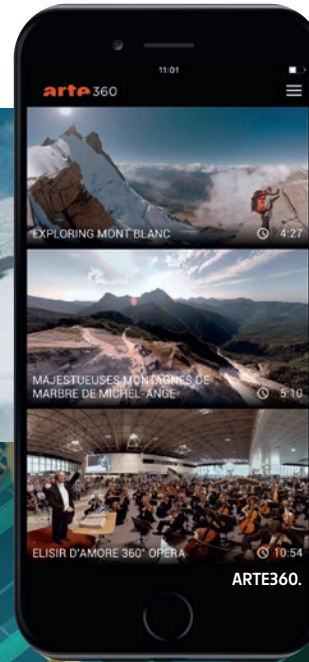 11:01
arte360
EXPLORING MONT BLANC 4:27
MAJESTUEUSES MONTAGNES DE
MARBRE DE MICHEL-ANGE 5:10
ELISIR D'AMORE 360° OPERA 10:54
ARTE360.